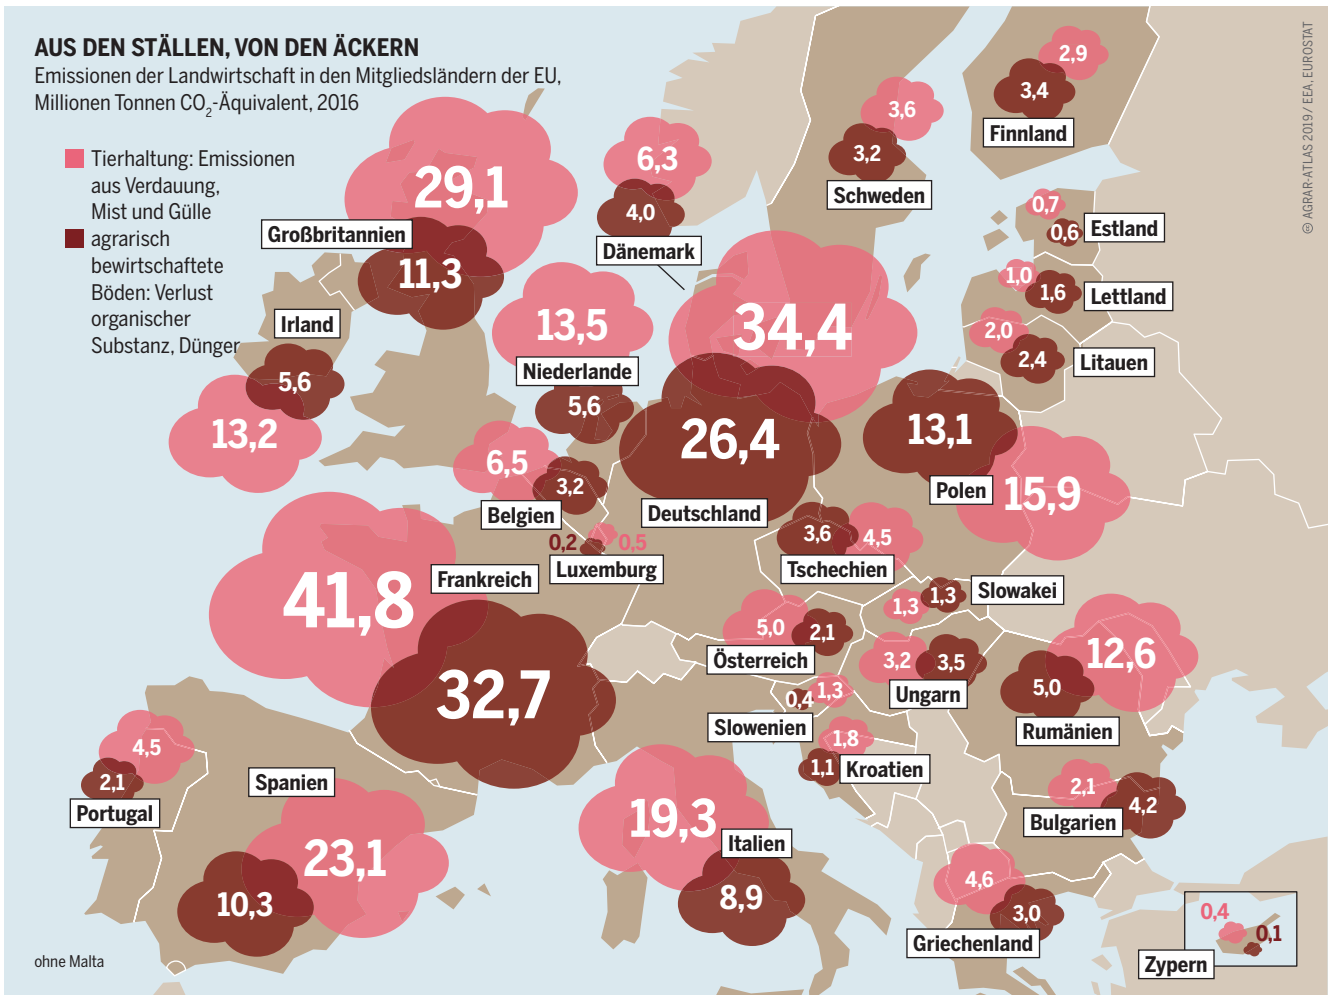 AUS DEN STÄLLEN, VON DEN ÄCKERN
Emissionen der Landwirtschaft in den Mitgliedsländern der EU,
Millionen Tonnen CO₂-Äquivalent, 2016
Tierhaltung: Emissionen
aus Verdauung,
Mist und Gülle
agrarisch
bewirtschaftete
Böden: Verlust
organischer
Substanz, Dünger
© AGRAR-ATLAS 2019 / EEA, EUROSTAT
2,9
3,4
Finnland
3,6
3,2
Schweden
6,3
4,0
Dänemark
29,1
Großbritannien
11,3
0,7
0,6
Estland
1,0
1,6
Lettland
2,0
2,4
Litauen
Irland
5,6
13,2
13,5
Niederlande
5,6
34,4
26,4
Deutschland
13,1
Polen
15,9
6,5
3,2
Belgien
0,2
0,5
Luxemburg
3,6
4,5
Tschechien
41,8
Frankreich
32,7
Slowakei
1,3
1,3
5,0
2,1
Österreich
3,2
3,5
Ungarn
12,6
5,0
Rumänien
0,4
1,3
Slowenien
1,8
1,1
Kroatien
4,5
2,1
Portugal
Spanien
23,1
10,3
19,3
Italien
8,9
2,1
4,2
Bulgarien
4,6
3,0
Griechenland
0,4
0,1
Zypern
ohne Malta